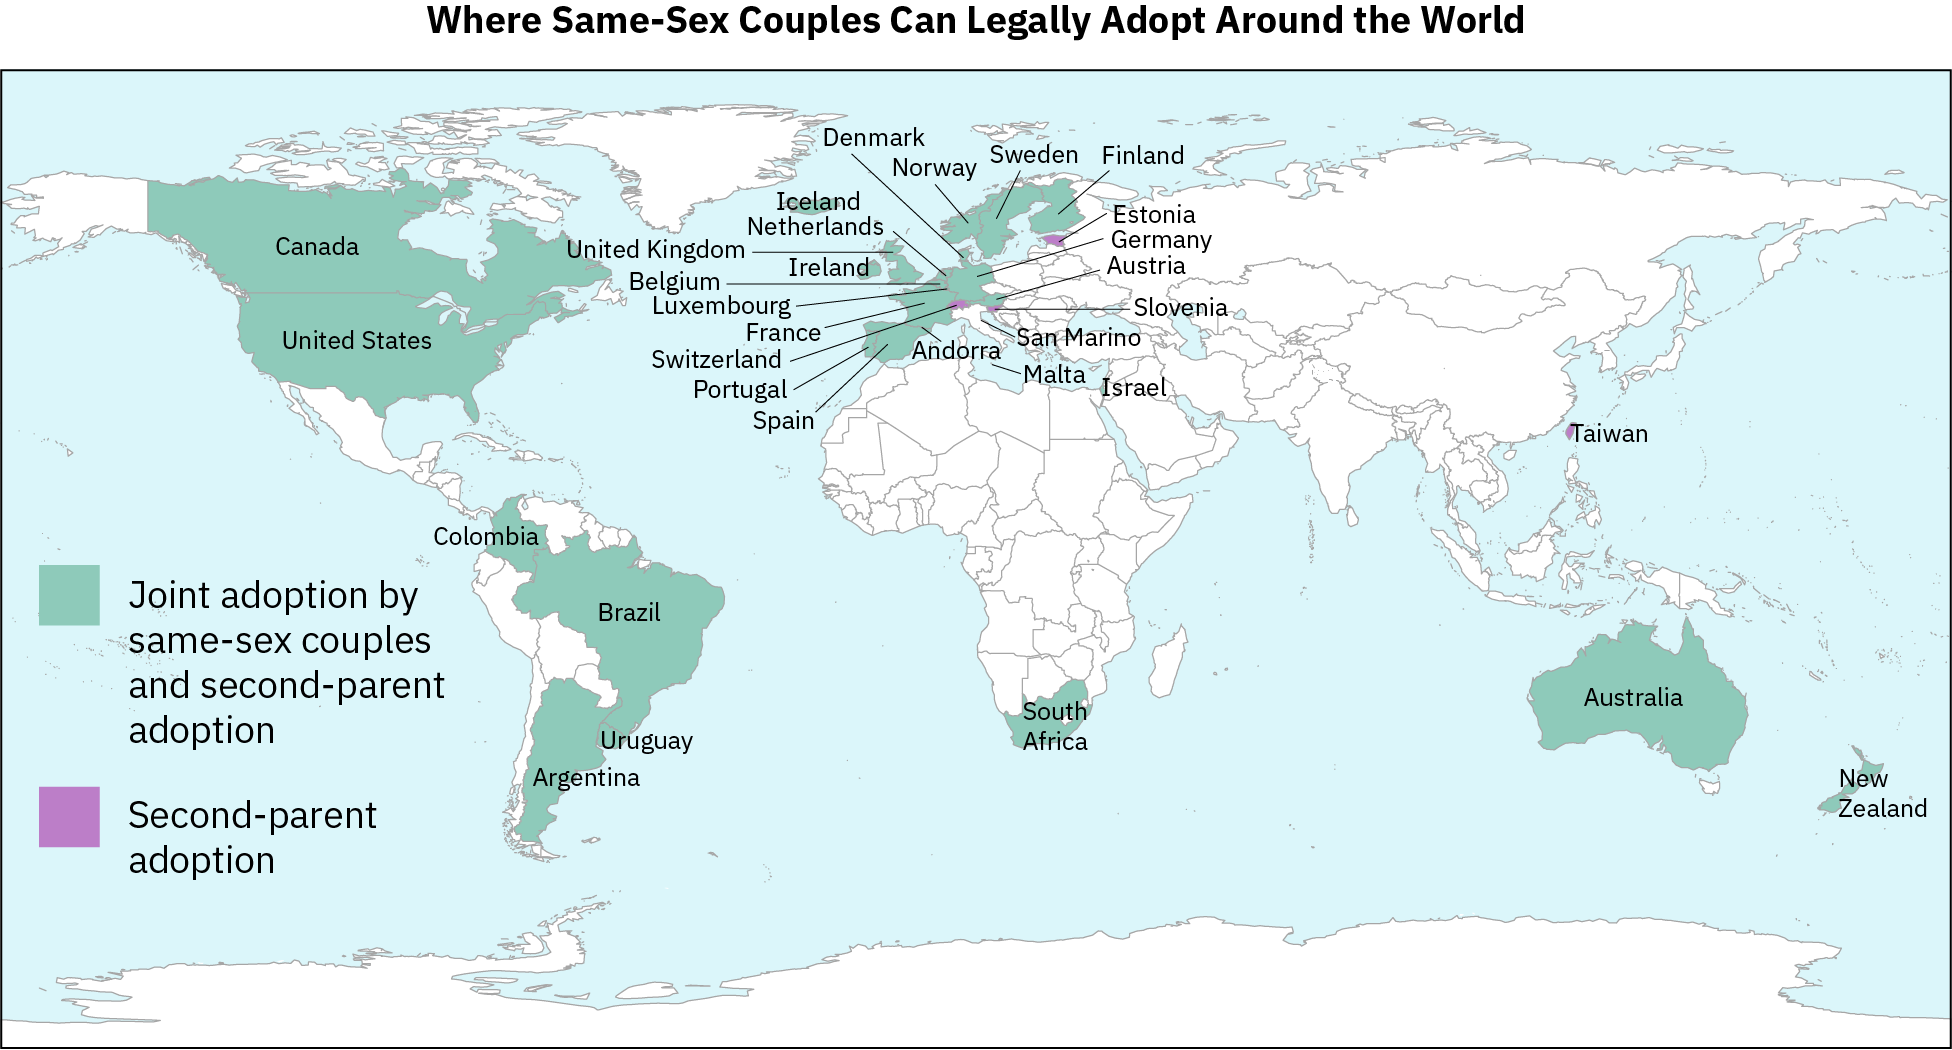 Where Same-Sex Couples Can Legally Adopt Around the World
Denmark
Norway
Sweden
Finland
Iceland
Netherlands
United Kingdom
Ireland
Belgium
Luxembourg
France
Switzerland
Portugal
Spain
Estonia
Germany
Austria
Slovenia
San Marino
Andorra
Malta
Israel
Canada
United States
Taiwan
Colombia
Brazil
Uruguay
Argentina
South
Africa
Australia
New
Zealand
Joint adoption by
same-sex couples
and second-parent
adoption
Second-parent
adoption